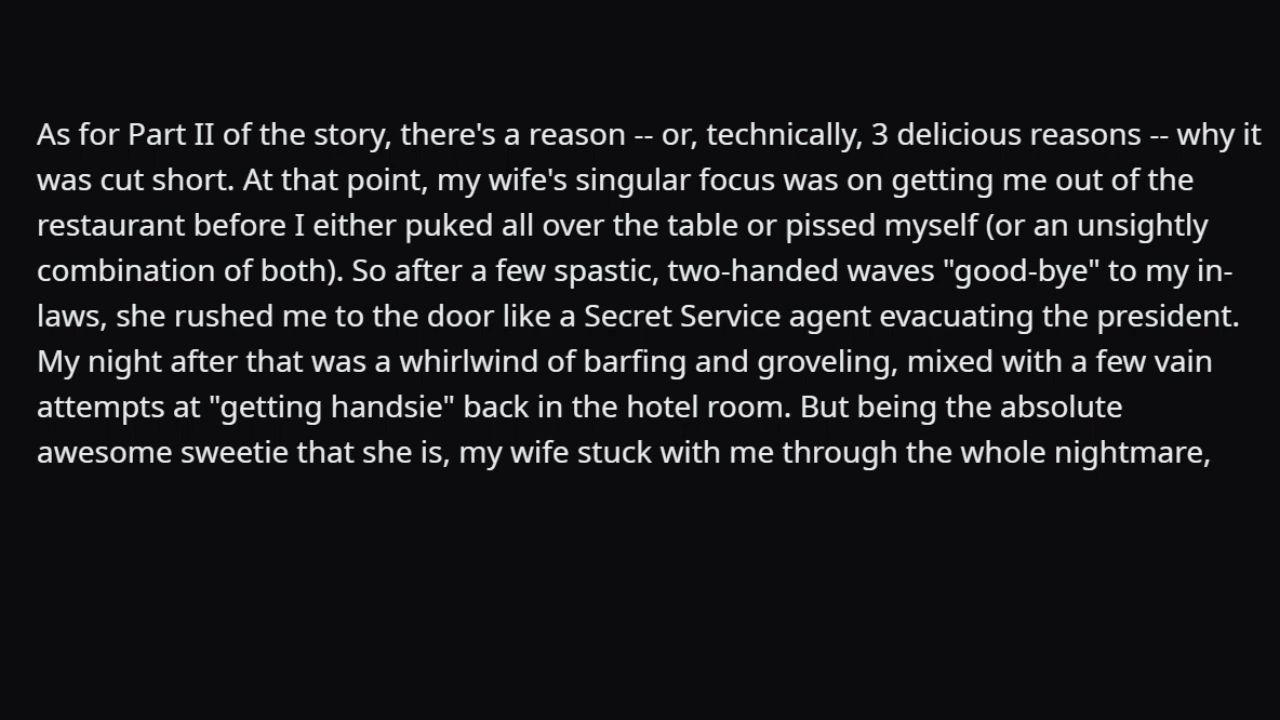 As for Part II of the story, there's a reason -- or, technically, 3 delicious reasons -- why it
was cut short. At that point, my wife's singular focus was on getting me out of the
restaurant before I either puked all over the table or pissed myself (or an unsightly
combination of both). So after a few spastic, two-handed waves "good-bye" to my in-
laws, she rushed me to the door like a Secret Service agent evacuating the president.
My night after that was a whirlwind of barfing and groveling, mixed with a few vain
attempts at "getting handsie" back in the hotel room. But being the absolute
awesome sweetie that she is, my wife stuck with me through the whole nightmare,